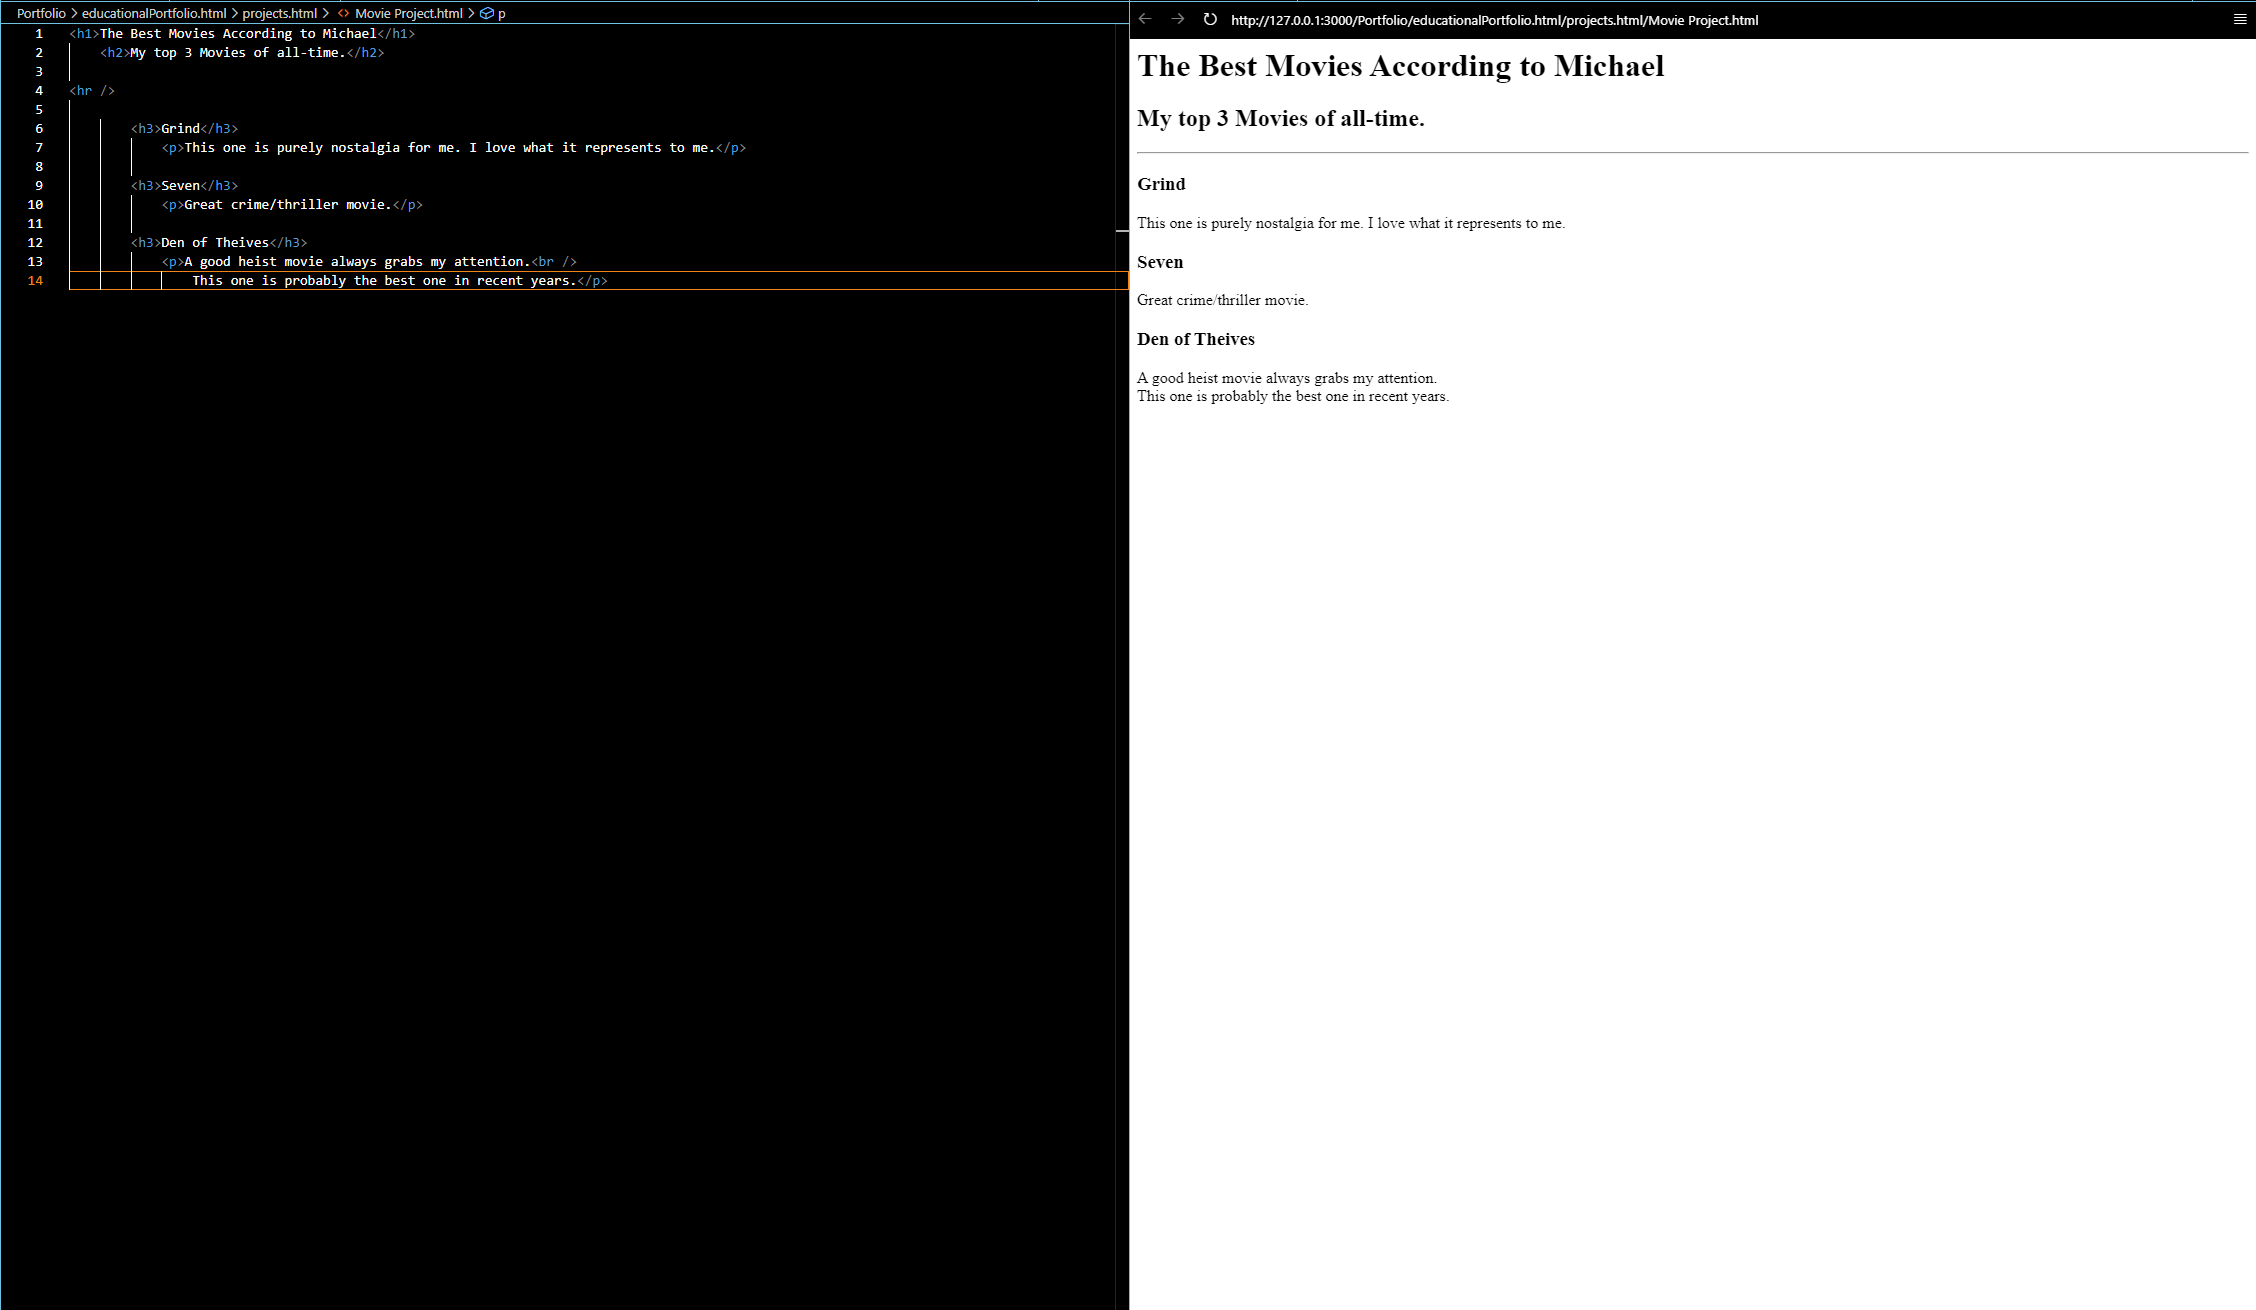 Portfolio > educationalPortfolio.html > projects.html > <> Movie Project.html > p
1 <h1>The Best Movies According to Michael</h1>
2 <h2>My top 3 Movies of all-time.</h2>
3
4 <hr />
5
6 <h3>Grind</h3>
7 <p>This one is purely nostalgia for me. I love what it represents to me.</p>
8
9 <h3>Seven</h3>
10 <p>Great crime/thriller movie.</p>
11
12 <h3>Den of Theives</h3>
13 <p>A good heist movie always grabs my attention.<br />
14 This one is probably the best one in recent years.</p>
http://127.0.0.1:3000/Portfolio/educationalPortfolio.html/projects.html/Movie Project.html
The Best Movies According to Michael
My top 3 Movies of all-time.
Grind
This one is purely nostalgia for me. I love what it represents to me.
Seven
Great crime/thriller movie.
Den of Theives
A good heist movie always grabs my attention.
This one is probably the best one in recent years.